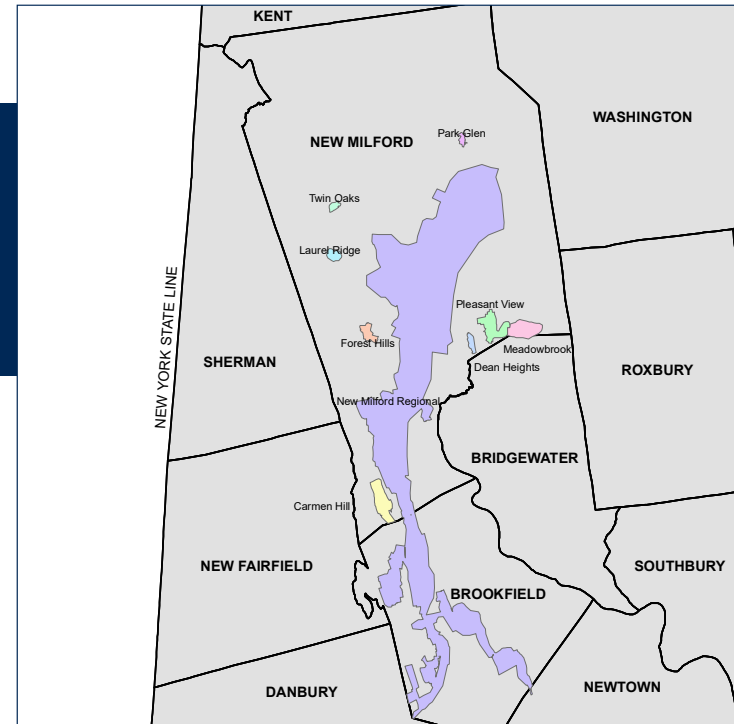 KENT
WASHINGTON
Park Glen
NEW MILFORD
Twin Oaks
Laurel Ridge
NEW YORK STATE LINE
Pleasant View
Forest Hills
Meadowbrook
SHERMAN
Dean Heights
ROXBURY
New Milford Regional
BRIDGEWATER
Carmen Hill
NEW FAIRFIELD
SOUTHBURY
BROOKFIELD
DANBURY
NEWTOWN